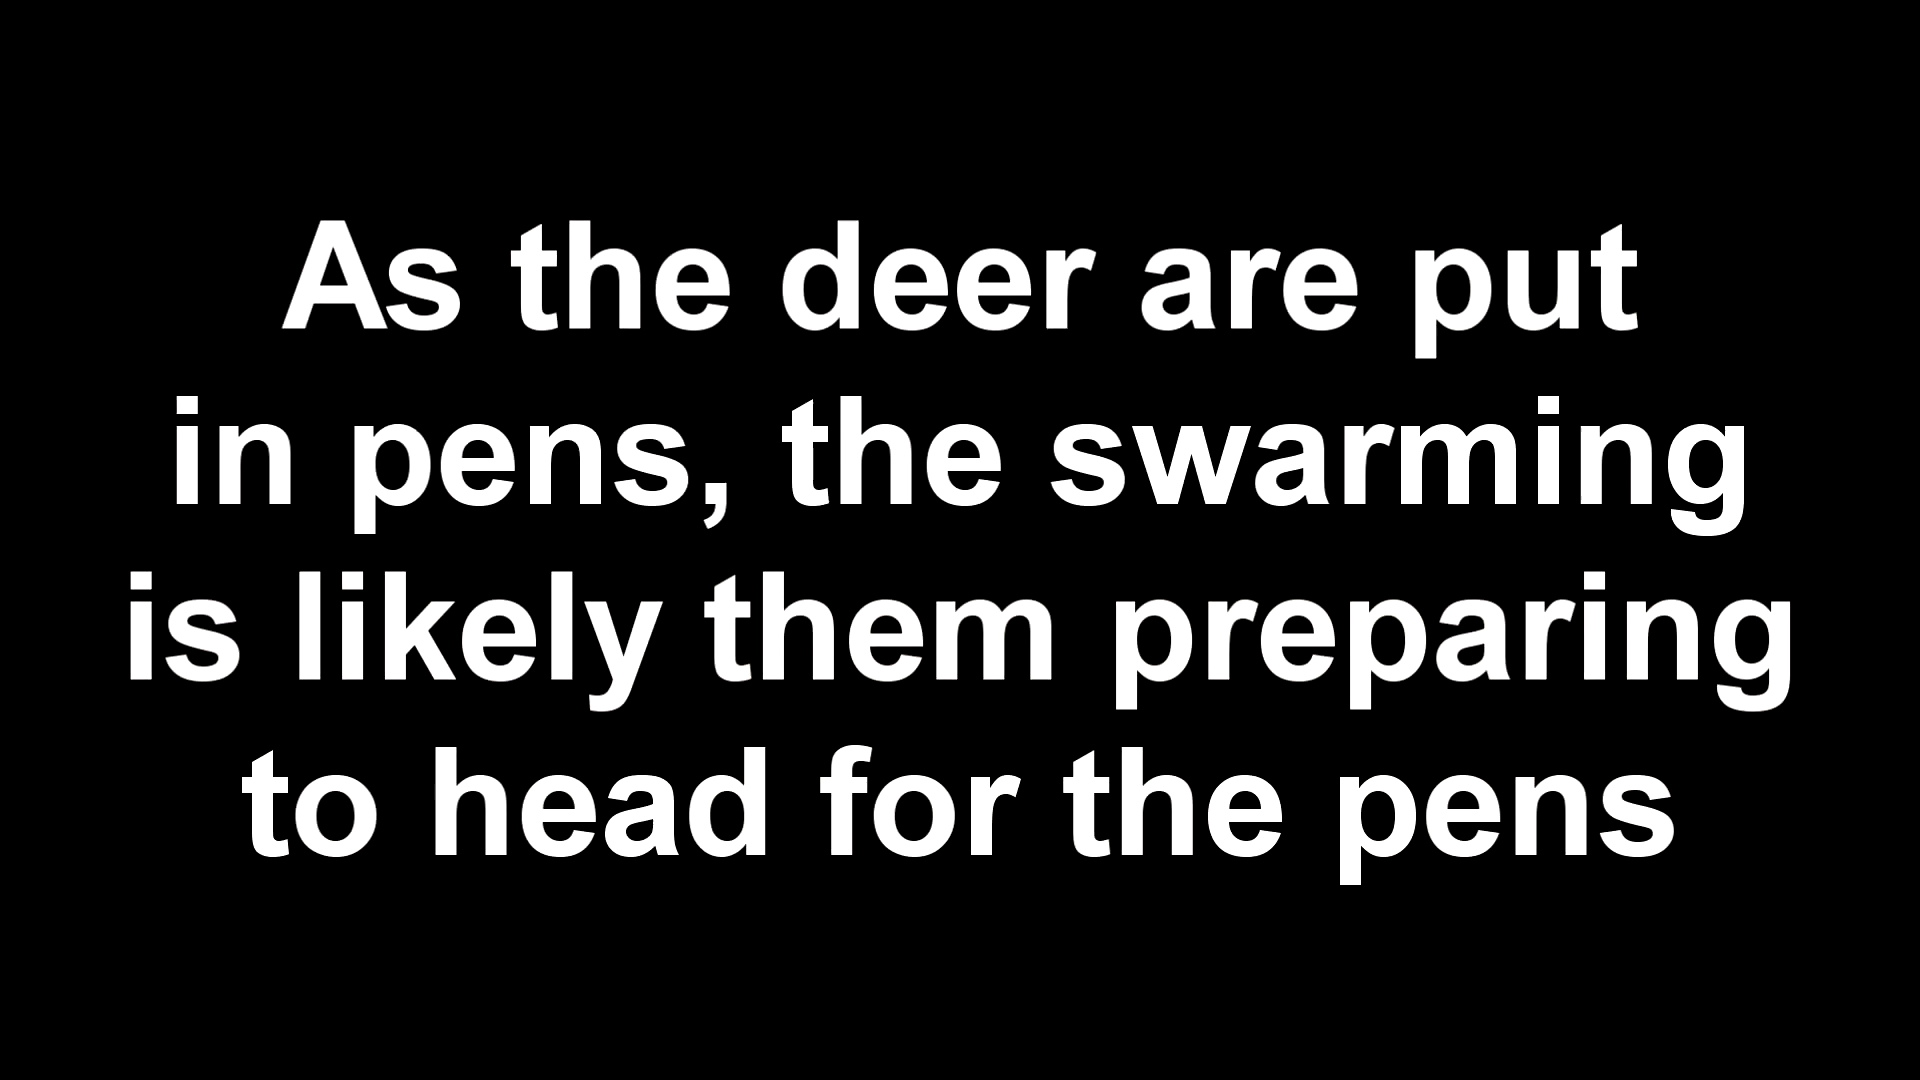 As the deer are put
in pens, the swarming
is likely them preparing
to head for the pens